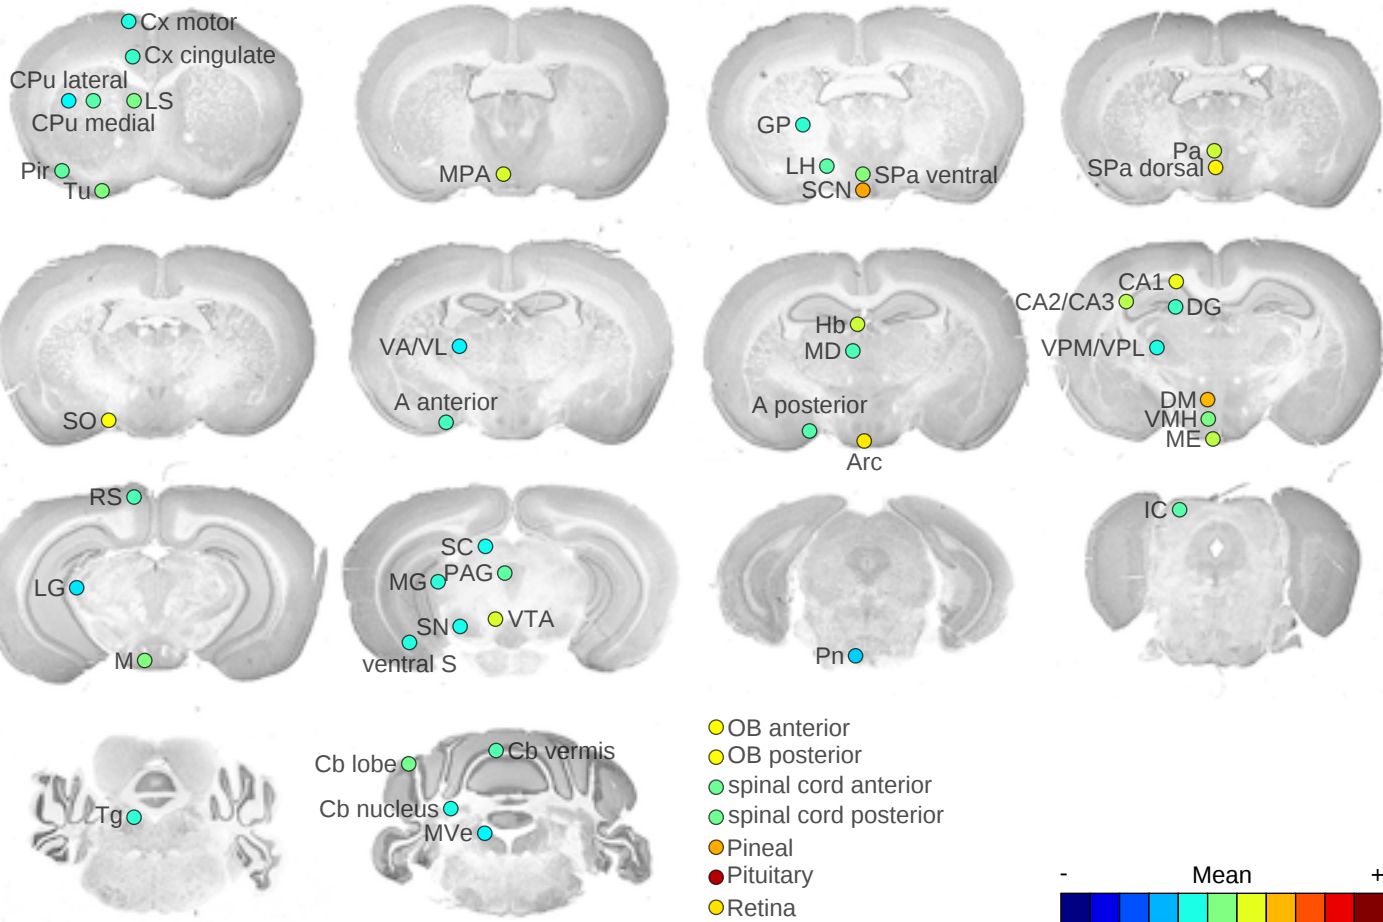 Cx motor
Cx cingulate
CPu lateral
LS
CPu medial
Pir
Tu
MPA
GP
LH
SPa ventral
SCN
Pa
SPa dorsal
SO
VA/VL
A anterior
Hb
MD
A posterior
Arc
CA1
CA2/CA3
DG
VPM/VPL
DM
VMH
ME
RS
LG
M
SC
MG PAG
SN VTA
ventral S
Pn
IC
Tg
Cb lobe
Cb vermis
Cb nucleus
MVe
OB anterior
OB posterior
spinal cord anterior
spinal cord posterior
Pineal
Pituitary
Retina
- Mean +